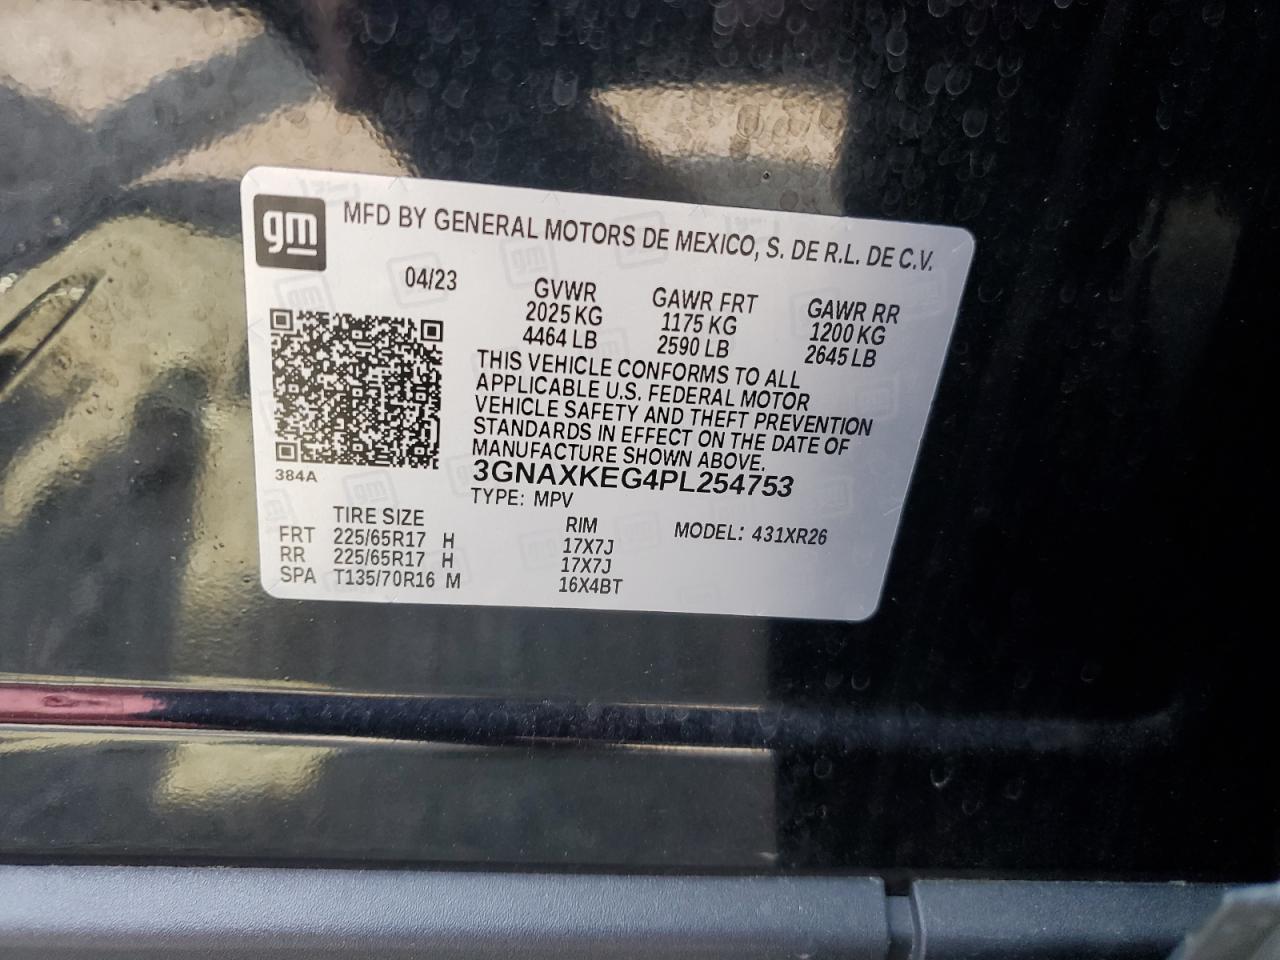 gm
MFD BY GENERAL MOTORS DE MEXICO, S. DE R.L. DE C.V.
04/23
GVWR
2025 KG
4464 LB
GAWR FRT
1175 KG
2590 LB
GAWR RR
1200 KG
2645 LB
THIS VEHICLE CONFORMS TO ALL
APPLICABLE U.S. FEDERAL MOTOR
VEHICLE SAFETY AND THEFT PREVENTION
STANDARDS IN EFFECT ON THE DATE OF
MANUFACTURE SHOWN ABOVE.
384A
3GNAXKEG4PL254753
TYPE: MPV
TIRE SIZE RIM MODEL: 431XR26
FRT 225/65R17 H 17X7J
RR 225/65R17 H 17X7J
SPA T135/70R16 M 16X4BT